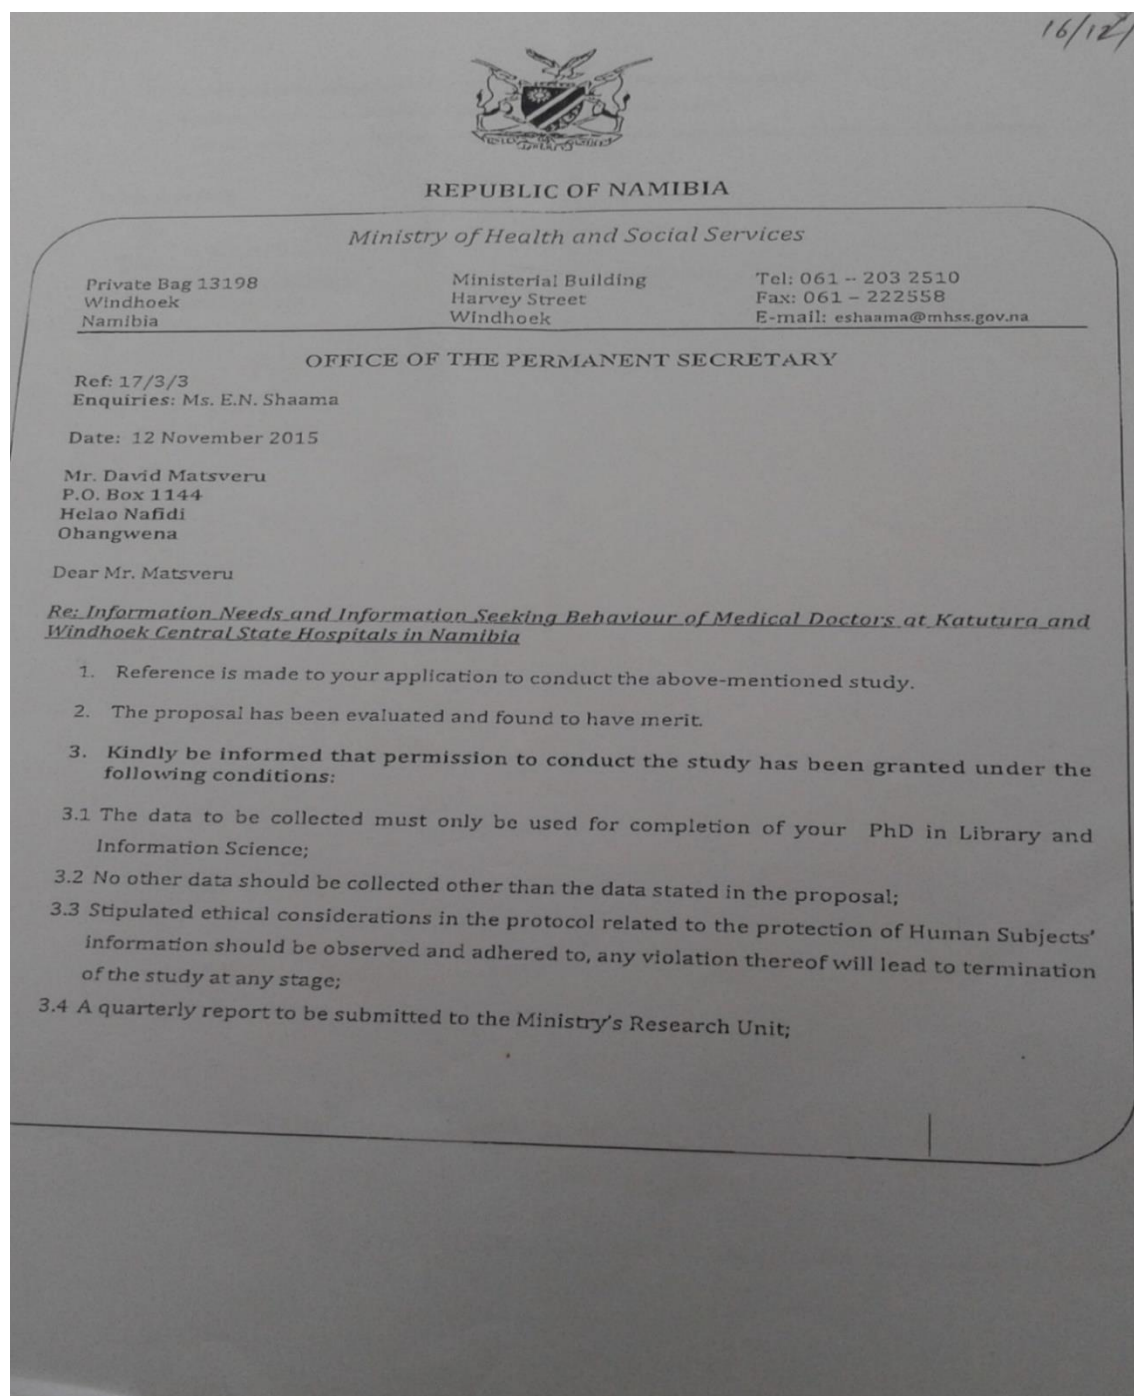 16/12/
REPUBLIC OF NAMIBIA
Ministry of Health and Social Services
Private Bag 13198
Windhoek
Namibia
Ministerial Building
Harvey Street
Windhoek
Tel: 061 – 203 2510
Fax: 061 – 222558
E-mail: eshaama@mhss.gov.na
OFFICE OF THE PERMANENT SECRETARY
Ref: 17/3/3
Enquiries: Ms. E.N. Shaama
Date: 12 November 2015
Mr. David Matsveru
P.O. Box 1144
Helao Nafidi
Ohangwena
Dear Mr. Matsveru
Re: Information Needs and Information Seeking Behaviour of Medical Doctors at Katutura and
Windhoek Central State Hospitals in Namibia
1. Reference is made to your application to conduct the above-mentioned study.
2. The proposal has been evaluated and found to have merit.
3. Kindly be informed that permission to conduct the study has been granted under the
following conditions:
3.1 The data to be collected must only be used for completion of your PhD in Library and
Information Science;
3.2 No other data should be collected other than the data stated in the proposal;
3.3 Stipulated ethical considerations in the protocol related to the protection of Human Subjects'
information should be observed and adhered to, any violation thereof will lead to termination
of the study at any stage;
3.4 A quarterly report to be submitted to the Ministry's Research Unit;